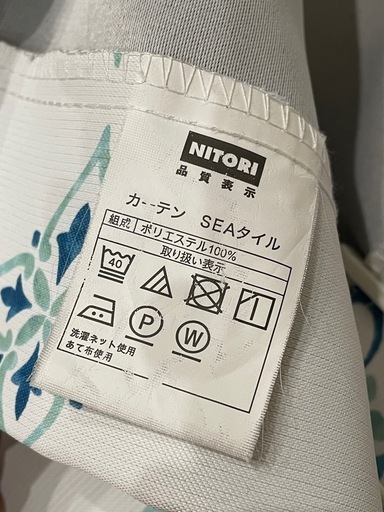 NITORI
品質表示
カーテン SEAタイル
組成 ポリエステル100%
取り扱い表示
40
P W
洗濯ネット使用
あて布使用